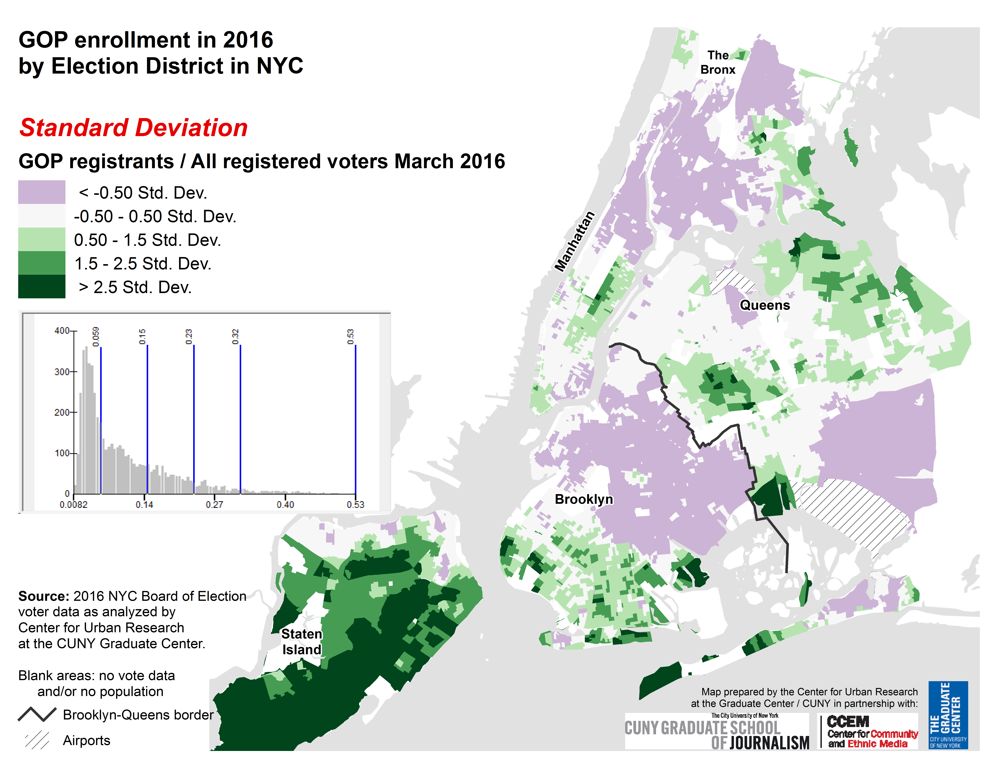 GOP enrollment in 2016
by Election District in NYC
Standard Deviation
GOP registrants / All registered voters March 2016
< -0.50 Std. Dev.
-0.50 - 0.50 Std. Dev.
0.50 - 1.5 Std. Dev.
1.5 - 2.5 Std. Dev.
> 2.5 Std. Dev.
400
300
200
100
0
0.059
0.15
0.23
0.32
0.53
0.0082
0.14
0.27
0.40
0.53
The
Bronx
Manhattan
Queens
Brooklyn
Staten
Island
Source: 2016 NYC Board of Election
voter data as analyzed by
Center for Urban Research
at the CUNY Graduate Center.
Blank areas: no vote data
and/or no population
Brooklyn-Queens border
Airports
Map prepared by the Center for Urban Research
at the Graduate Center / CUNY in partnership with:
The City University of New York
CUNY GRADUATE SCHOOL
OF JOURNALISM
CCEM
Center for Community
and Ethnic Media
THE
GRADUATE
CENTER
CITY UNIVERSITY
OF NEW YORK